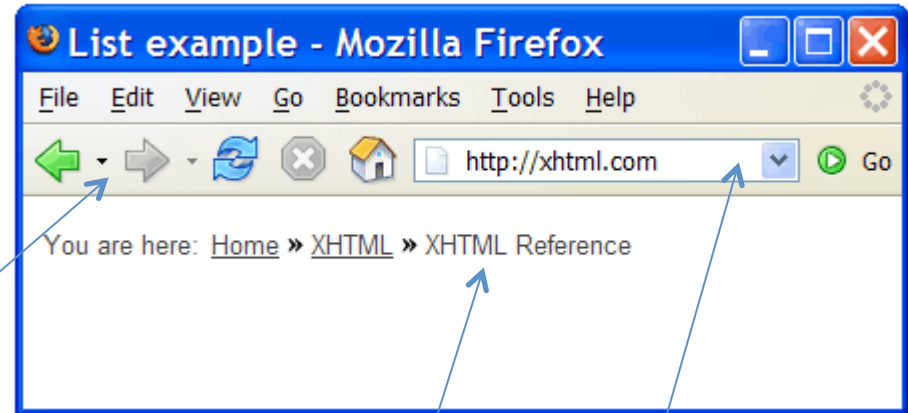 List example - Mozilla Firefox
File Edit View Go Bookmarks Tools Help
http://xhtml.com Go
You are here: Home » XHTML » XHTML Reference